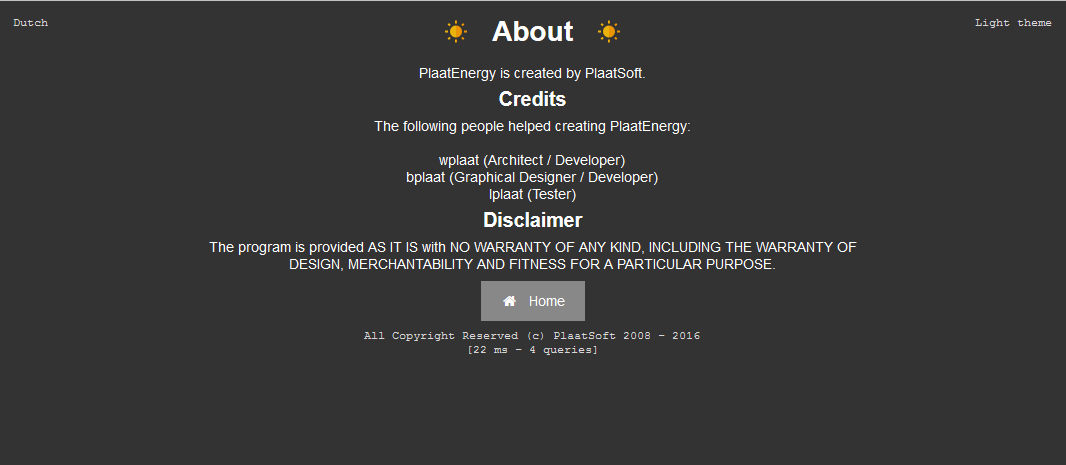 Dutch
Light theme
About
PlaatEnergy is created by PlaatSoft.
Credits
The following people helped creating PlaatEnergy:
wplaat (Architect / Developer)
bplaat (Graphical Designer / Developer)
lplaat (Tester)
Disclaimer
The program is provided AS IT IS with NO WARRANTY OF ANY KIND, INCLUDING THE WARRANTY OF
DESIGN, MERCHANTABILITY AND FITNESS FOR A PARTICULAR PURPOSE.
Home
All Copyright Reserved (c) PlaatSoft 2008 - 2016
[22 ms - 4 queries]